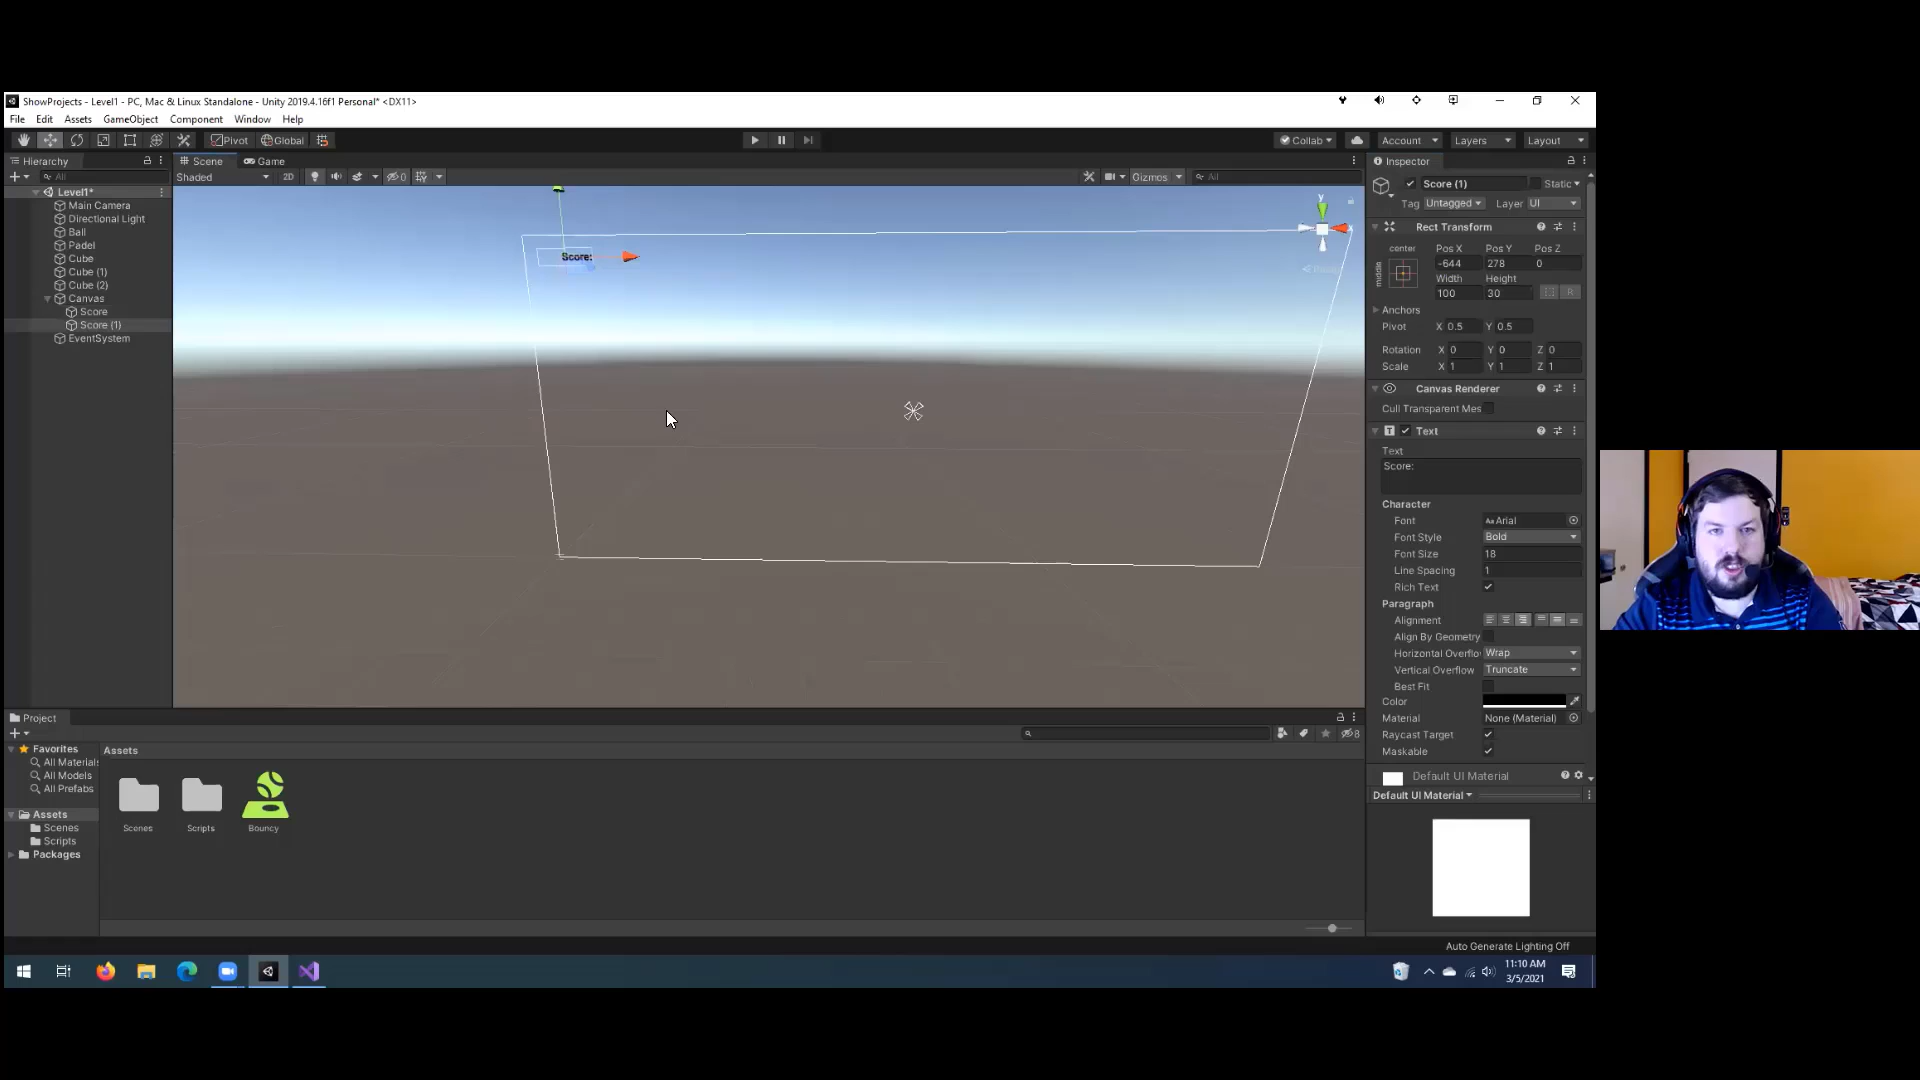 ShowProjects - Level1 - PC, Mac & Linux Standalone - Unity 2019.4.16f1 Personal* <DX11>
File Edit Assets GameObject Component Window Help
Pivot Global Collab Account Layers Layout
Hierarchy
All
Level1*
Main Camera
Directional Light
Ball
Padel
Cube
Cube (1)
Cube (2)
Canvas
Score
Score (1)
EventSystem
Scene Game
Shaded 2D 0 Gizmos All
y
x
Score:
Inspector
Score (1) Static
Tag Untagged Layer UI
Rect Transform
center Pos X Pos Y Pos Z
middle -644 278 0
Width Height
100 30 R
Anchors
Pivot X 0.5 Y 0.5
Rotation X 0 Y 0 Z 0
Scale X 1 Y 1 Z 1
Canvas Renderer
Cull Transparent Mes
Text
Text
Score:
Character
Font Aa Arial
Font Style Bold
Font Size 18
Line Spacing 1
Rich Text
Paragraph
Alignment
Align By Geometry
Horizontal Overflo Wrap
Vertical Overflow Truncate
Best Fit
Color
Material None (Material)
Raycast Target
Maskable
Default UI Material
Default UI Material
Auto Generate Lighting Off
Project
8
Favorites
All Materials
All Models
All Prefabs
Assets
Scenes
Scripts
Packages
Assets
Scenes Scripts Bouncy
11:10 AM
3/5/2021